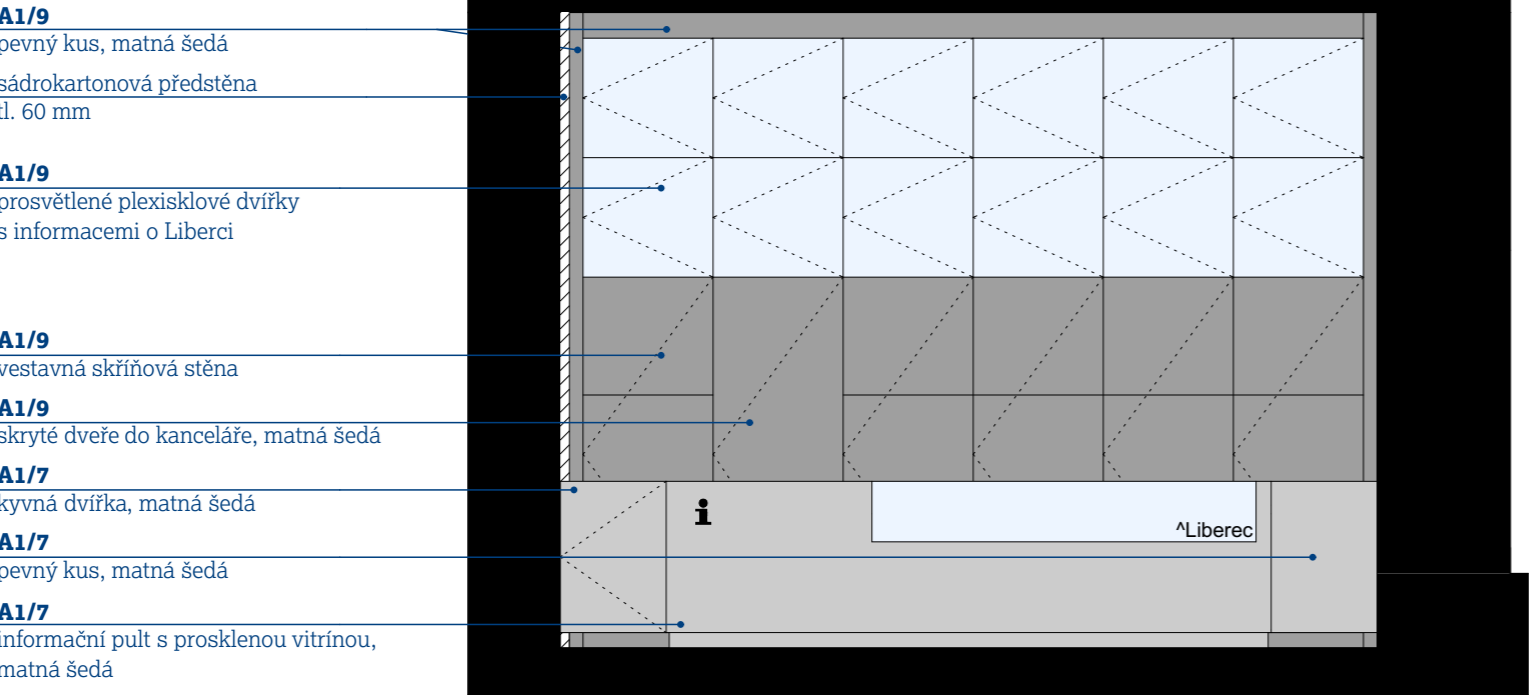 A1/9
pevný kus, matná šedá
sádrokartonová předstěna
tl. 60 mm
A1/9
prosvětlené plexisklové dvířky
s informacemi o Liberci
A1/9
vestavná skříňová stěna
A1/9
skryté dveře do kanceláře, matná šedá
A1/7
kyvná dvířka, matná šedá
A1/7
pevný kus, matná šedá
A1/7
informační pult s prosklenou vitrínou,
matná šedá
i
^Liberec